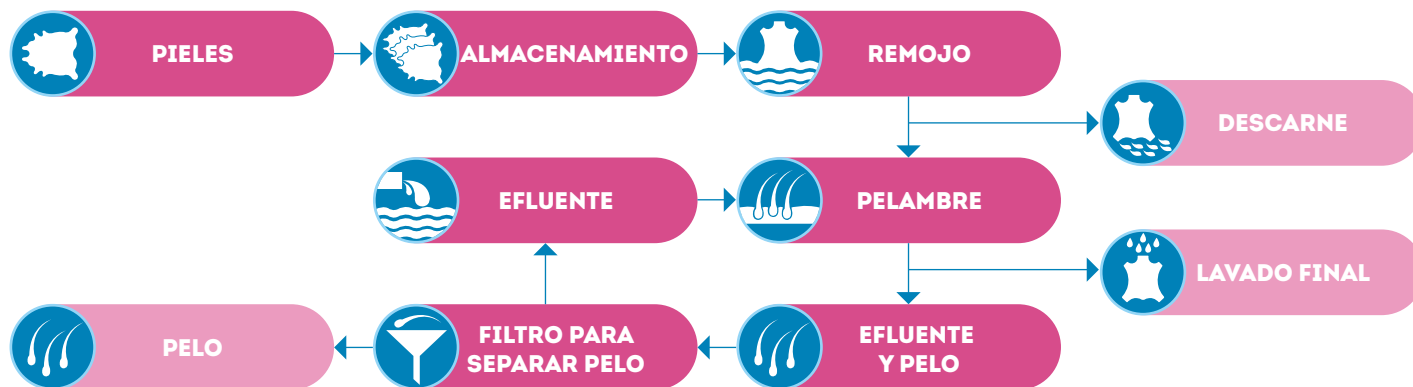 PIELES
ALMACENAMIENTO
REMOJO
DESCARNE
EFLUENTE
PELAMBRE
LAVADO FINAL
PELO
FILTRO PARA
SEPARAR PELO
EFLUENTE
Y PELO